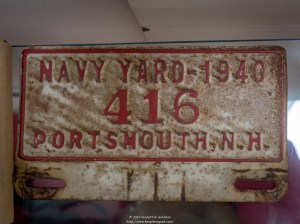 NAVY YARD-1940
416
PORTSMOUTH, N.H.